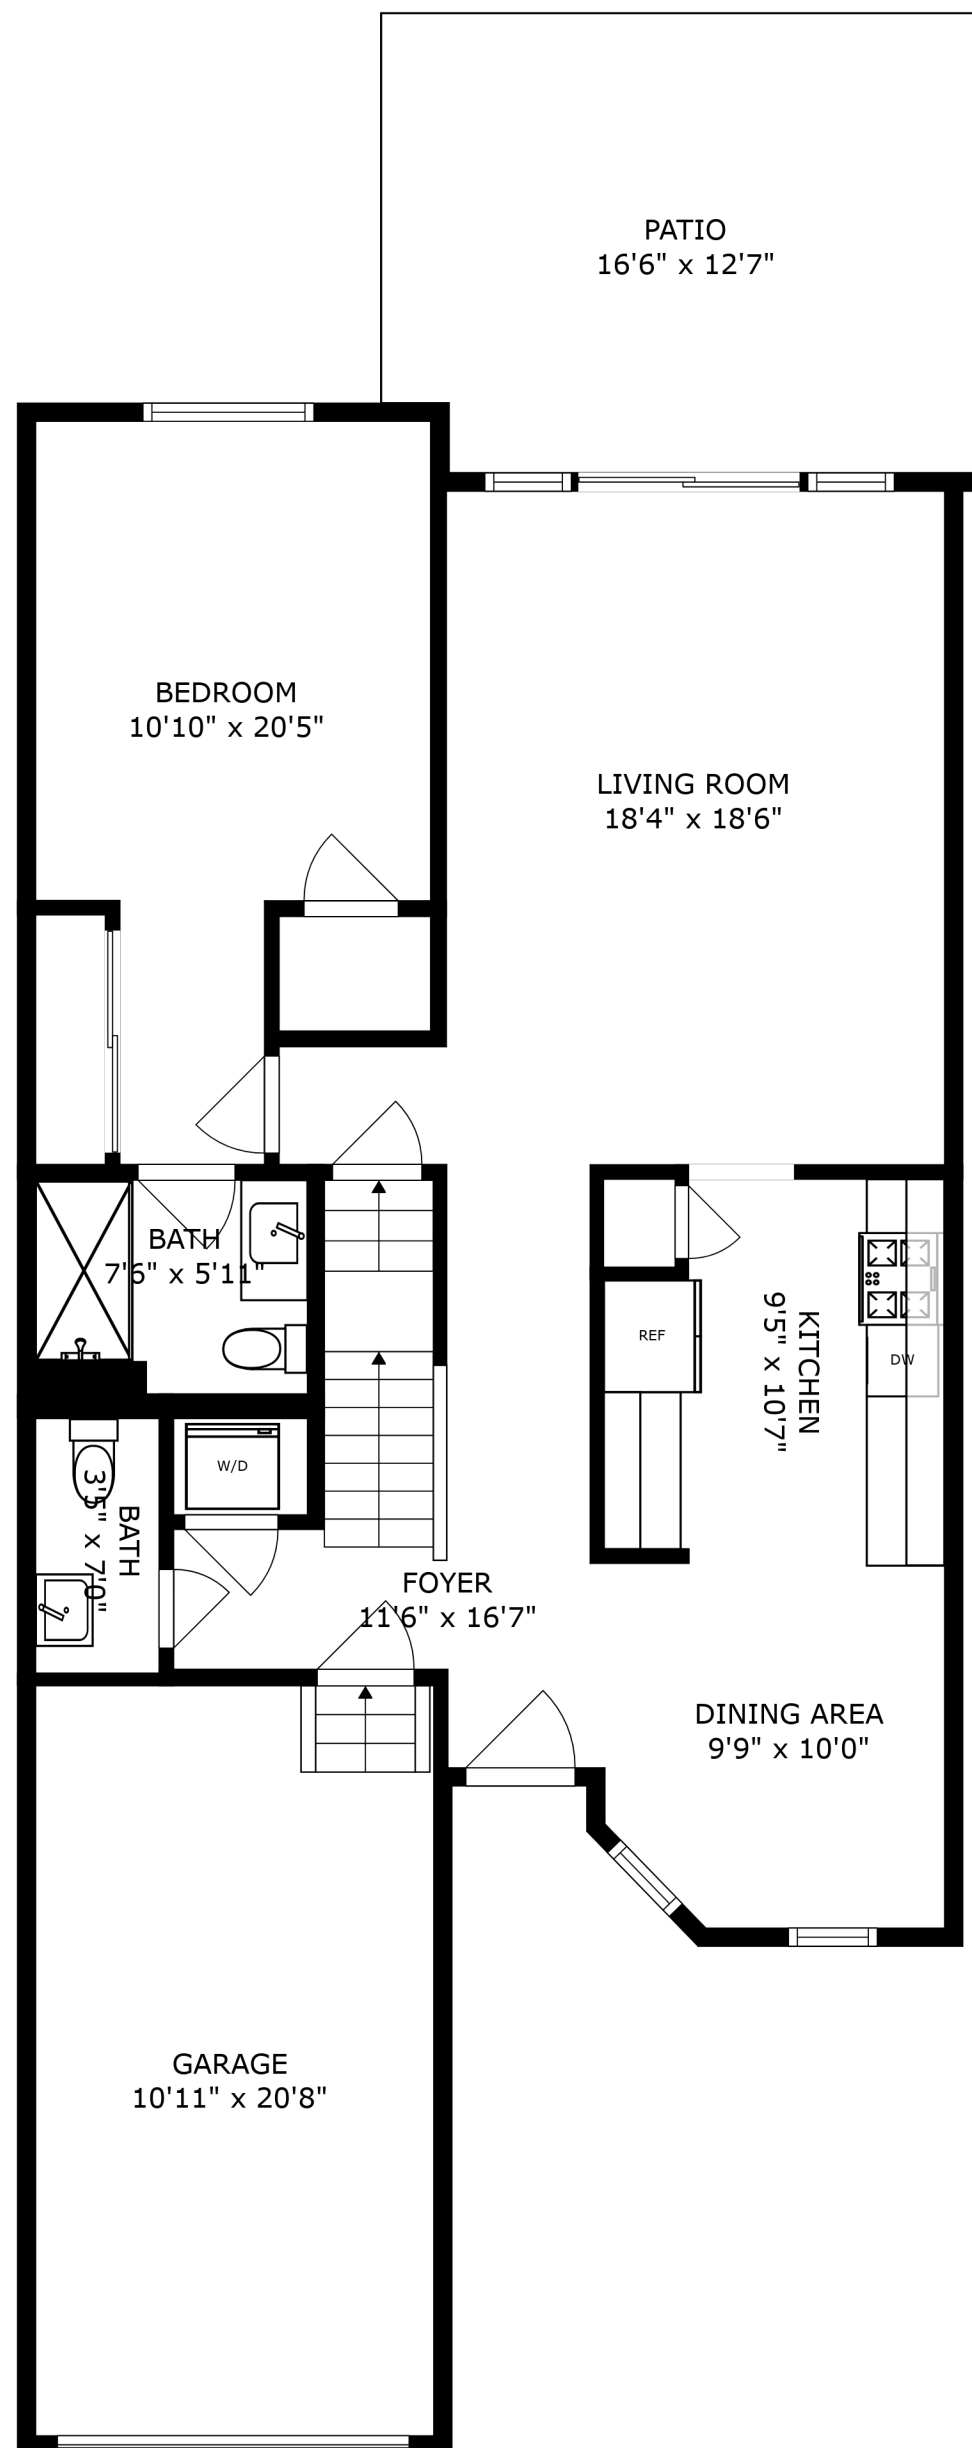 PATIO
16'6" x 12'7"
BEDROOM
10'10" x 20'5"
LIVING ROOM
18'4" x 18'6"
BATH
7'6" x 5'11"
KITCHEN
9'5" x 10'7"
REF
DW
W/D
BATH
3'5" x 7'0"
FOYER
11'6" x 16'7"
DINING AREA
9'9" x 10'0"
GARAGE
10'11" x 20'8"